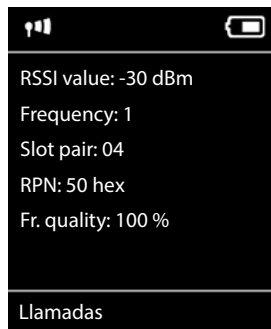 RSSI value: -30 dBm
Frequency: 1
Slot pair: 04
RPN: 50 hex
Fr. quality: 100 %
Llamadas